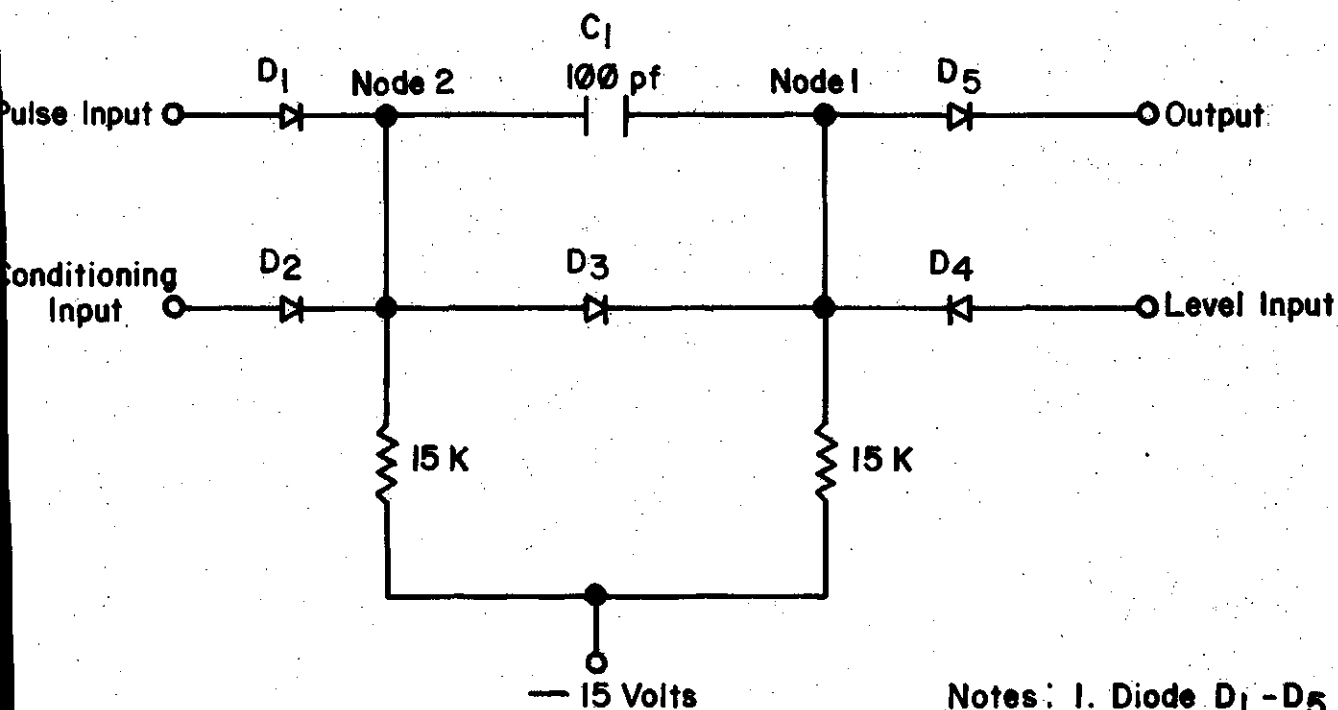 C1
100 pf
D1
Node 2
Node 1
D5
Pulse Input
Output
Conditioning
Input
D2
D3
D4
Level Input
15 K
15 K
— 15 Volts
Notes: 1. Diode D1 - D5